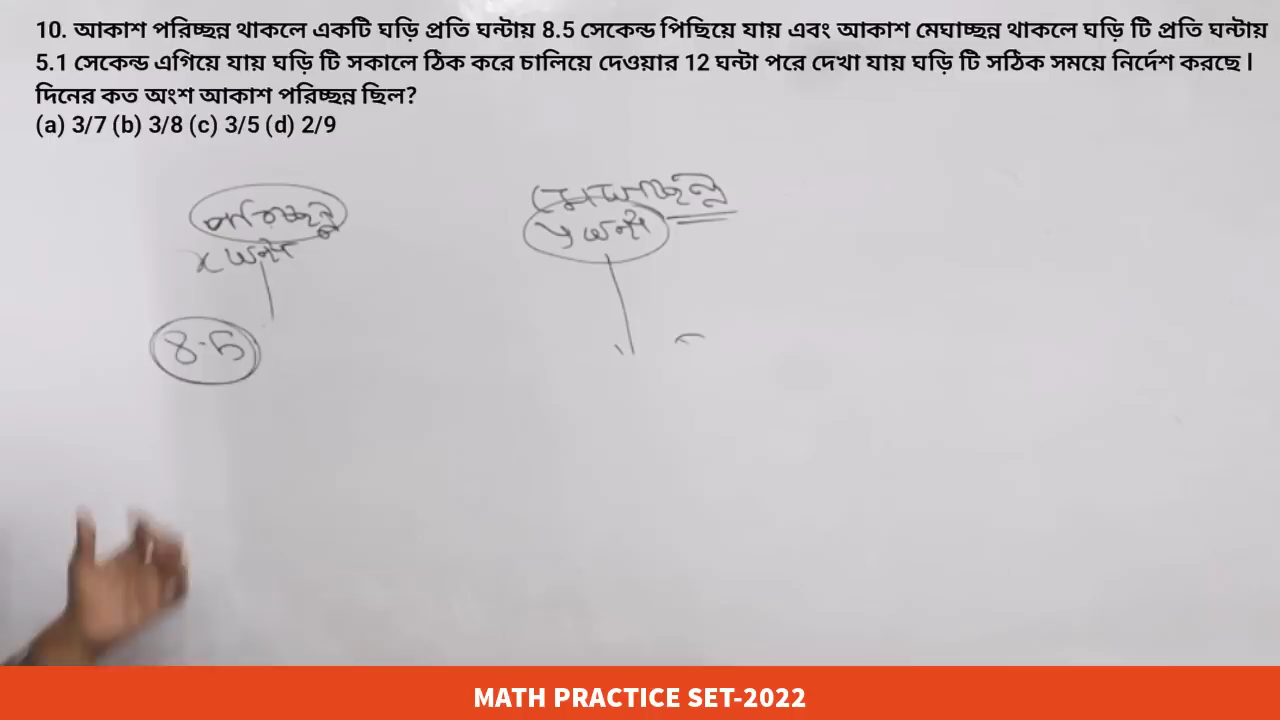 10. আকাশ পরিচ্ছন্ন থাকলে একটি ঘড়ি প্রতি ঘন্টায় 8.5 সেকেন্ড পিছিয়ে যায় এবং আকাশ মেঘাচ্ছন্ন থাকলে ঘড়ি টি প্রতি ঘন্টায়
5.1 সেকেন্ড এগিয়ে যায় ঘড়ি টি সকালে ঠিক করে চালিয়ে দেওয়ার 12 ঘন্টা পরে দেখা যায় ঘড়ি টি সঠিক সময়ে নির্দেশ করছে |
দিনের কত অংশ আকাশ পরিচ্ছন্ন ছিল?
(a) 3/7 (b) 3/8 (c) 3/5 (d) 2/9
মেঘাচ্ছন্ন
পরিচ্ছন্ন
y ঘন্টা
x ঘন্টা
8.5
MATH PRACTICE SET-2022